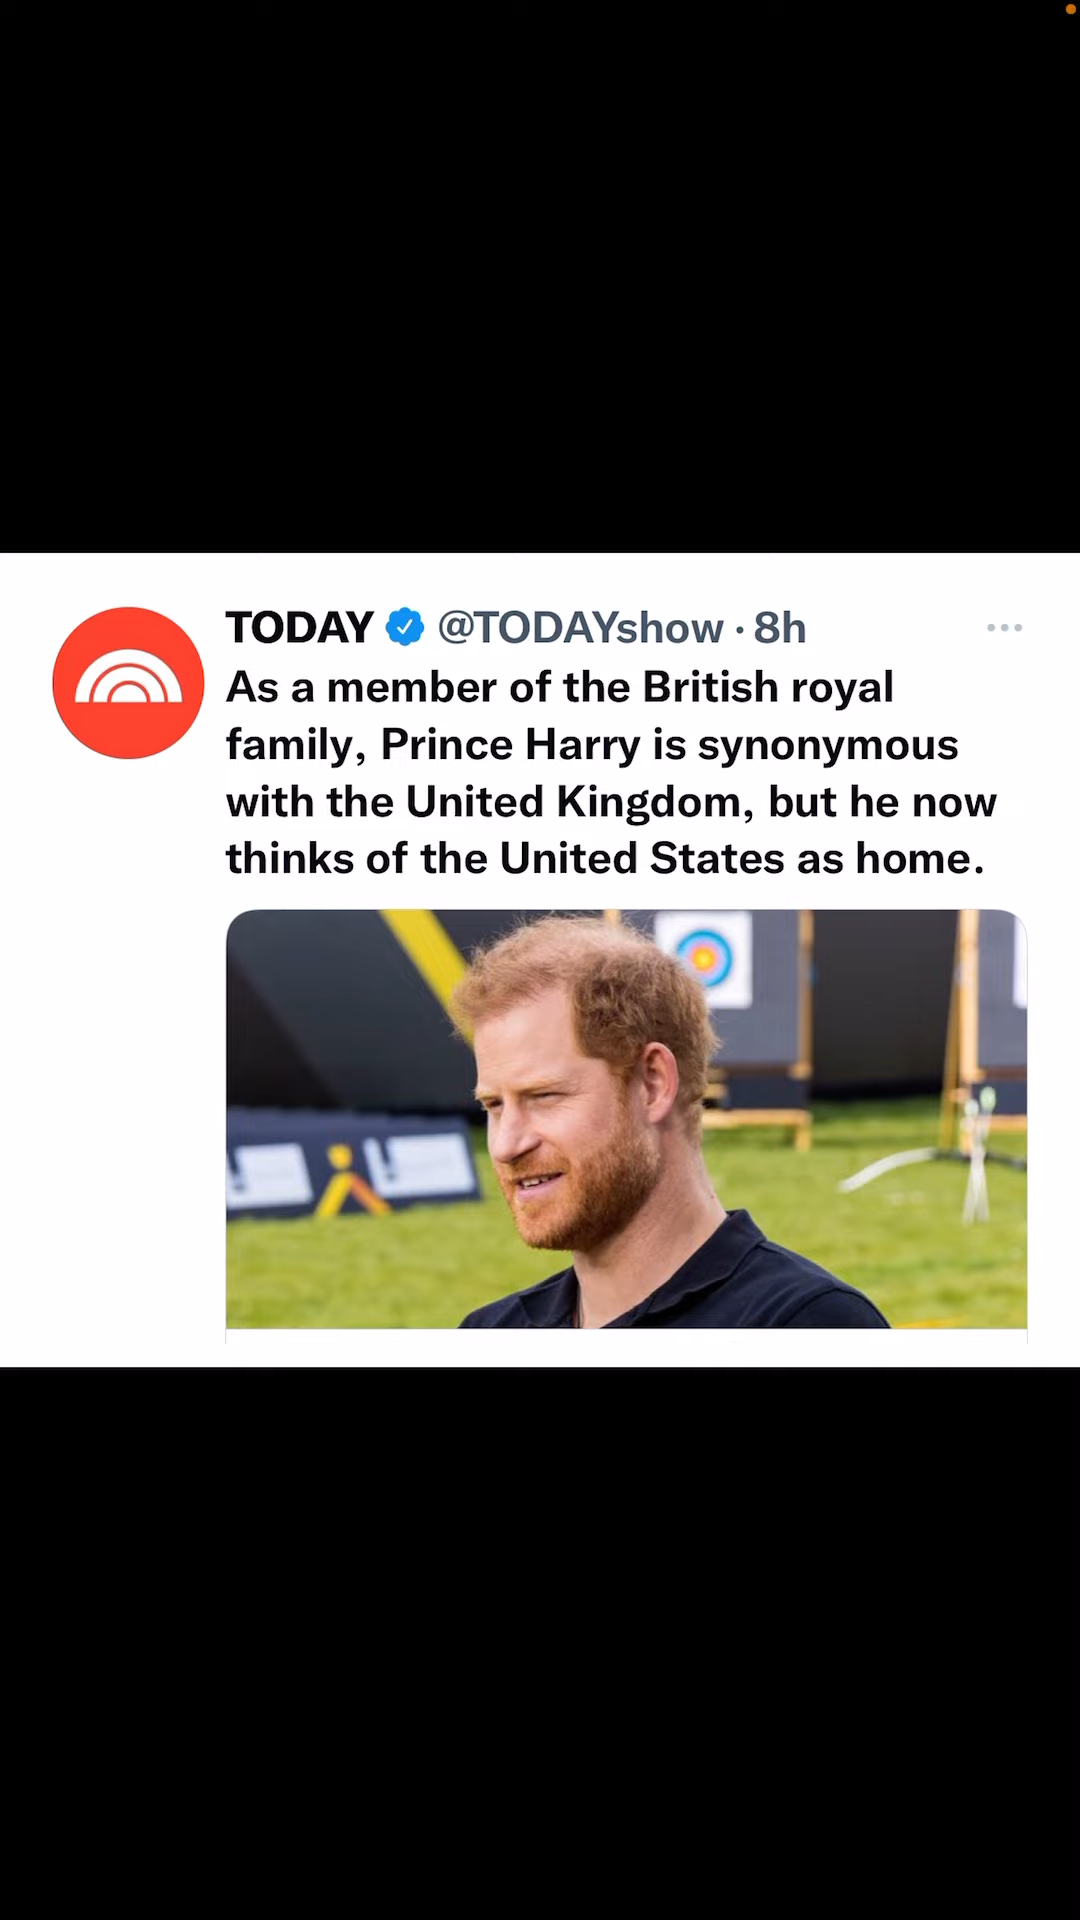 TODAY @TODAYshow · 8h
As a member of the British royal
family, Prince Harry is synonymous
with the United Kingdom, but he now
thinks of the United States as home.